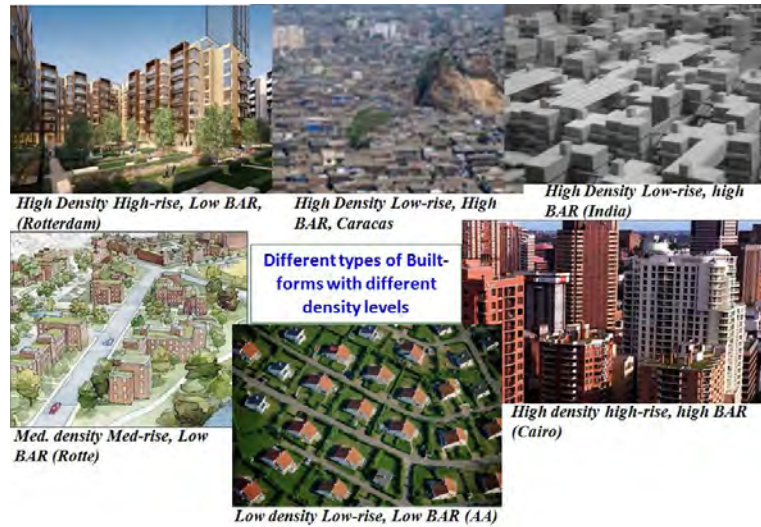 High Density High-rise, Low BAR,
(Rotterdam)
High Density Low-rise, High
BAR, Caracas
High Density Low-rise, high
BAR (India)
Different types of Built-
forms with different
density levels
Med. density Med-rise, Low
BAR (Rotte)
High density high-rise, high BAR
(Cairo)
Low density Low-rise, Low BAR (AA)